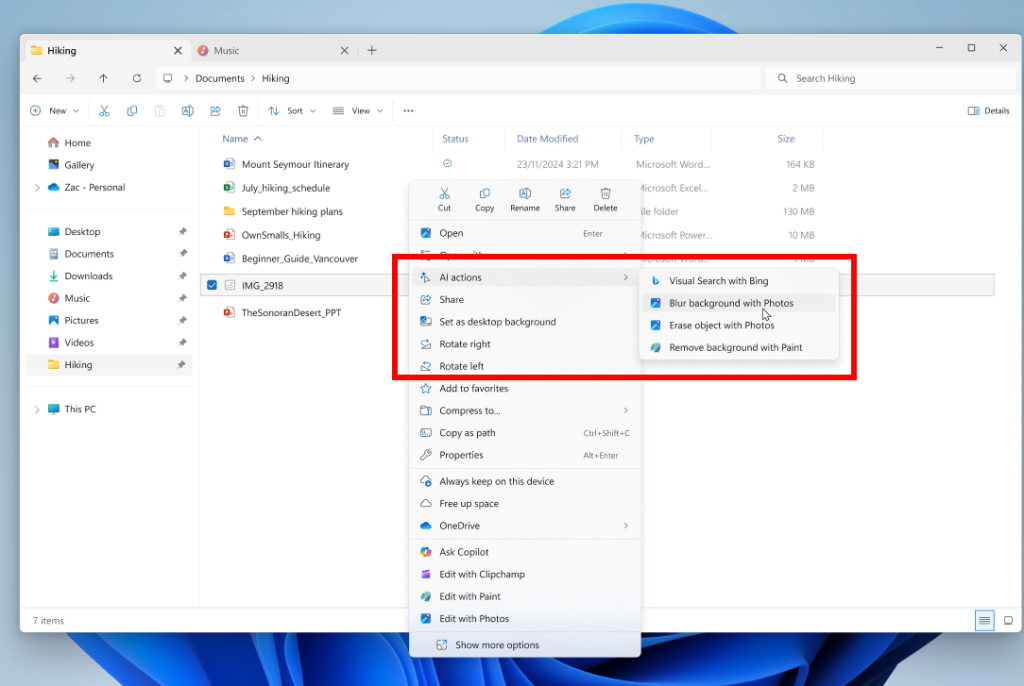 Hiking
Music
Documents > Hiking
Search Hiking
New
Sort
View
Details
Name Status Date Modified Type Size
Home
Gallery
Zac - Personal
Desktop
Documents
Downloads
Music
Pictures
Videos
Hiking
This PC
Mount Seymour Itinerary 23/11/2024 3:21 PM Microsoft Word... 164 KB
July_hiking_schedule Microsoft Excel... 2 MB
September hiking plans file folder 130 MB
OwnSmalls_Hiking Microsoft Power... 10 MB
Beginner_Guide_Vancouver
IMG_2918
TheSonoranDesert_PPT
Cut Copy Rename Share Delete
Open Enter
AI actions
Share
Set as desktop background
Rotate right
Rotate left
Add to favorites
Compress to...
Copy as path Ctrl+Shift+C
Properties Alt+Enter
Always keep on this device
Free up space
OneDrive
Ask Copilot
Edit with Clipchamp
Edit with Paint
Edit with Photos
Show more options
Visual Search with Bing
Blur background with Photos
Erase object with Photos
Remove background with Paint
7 items